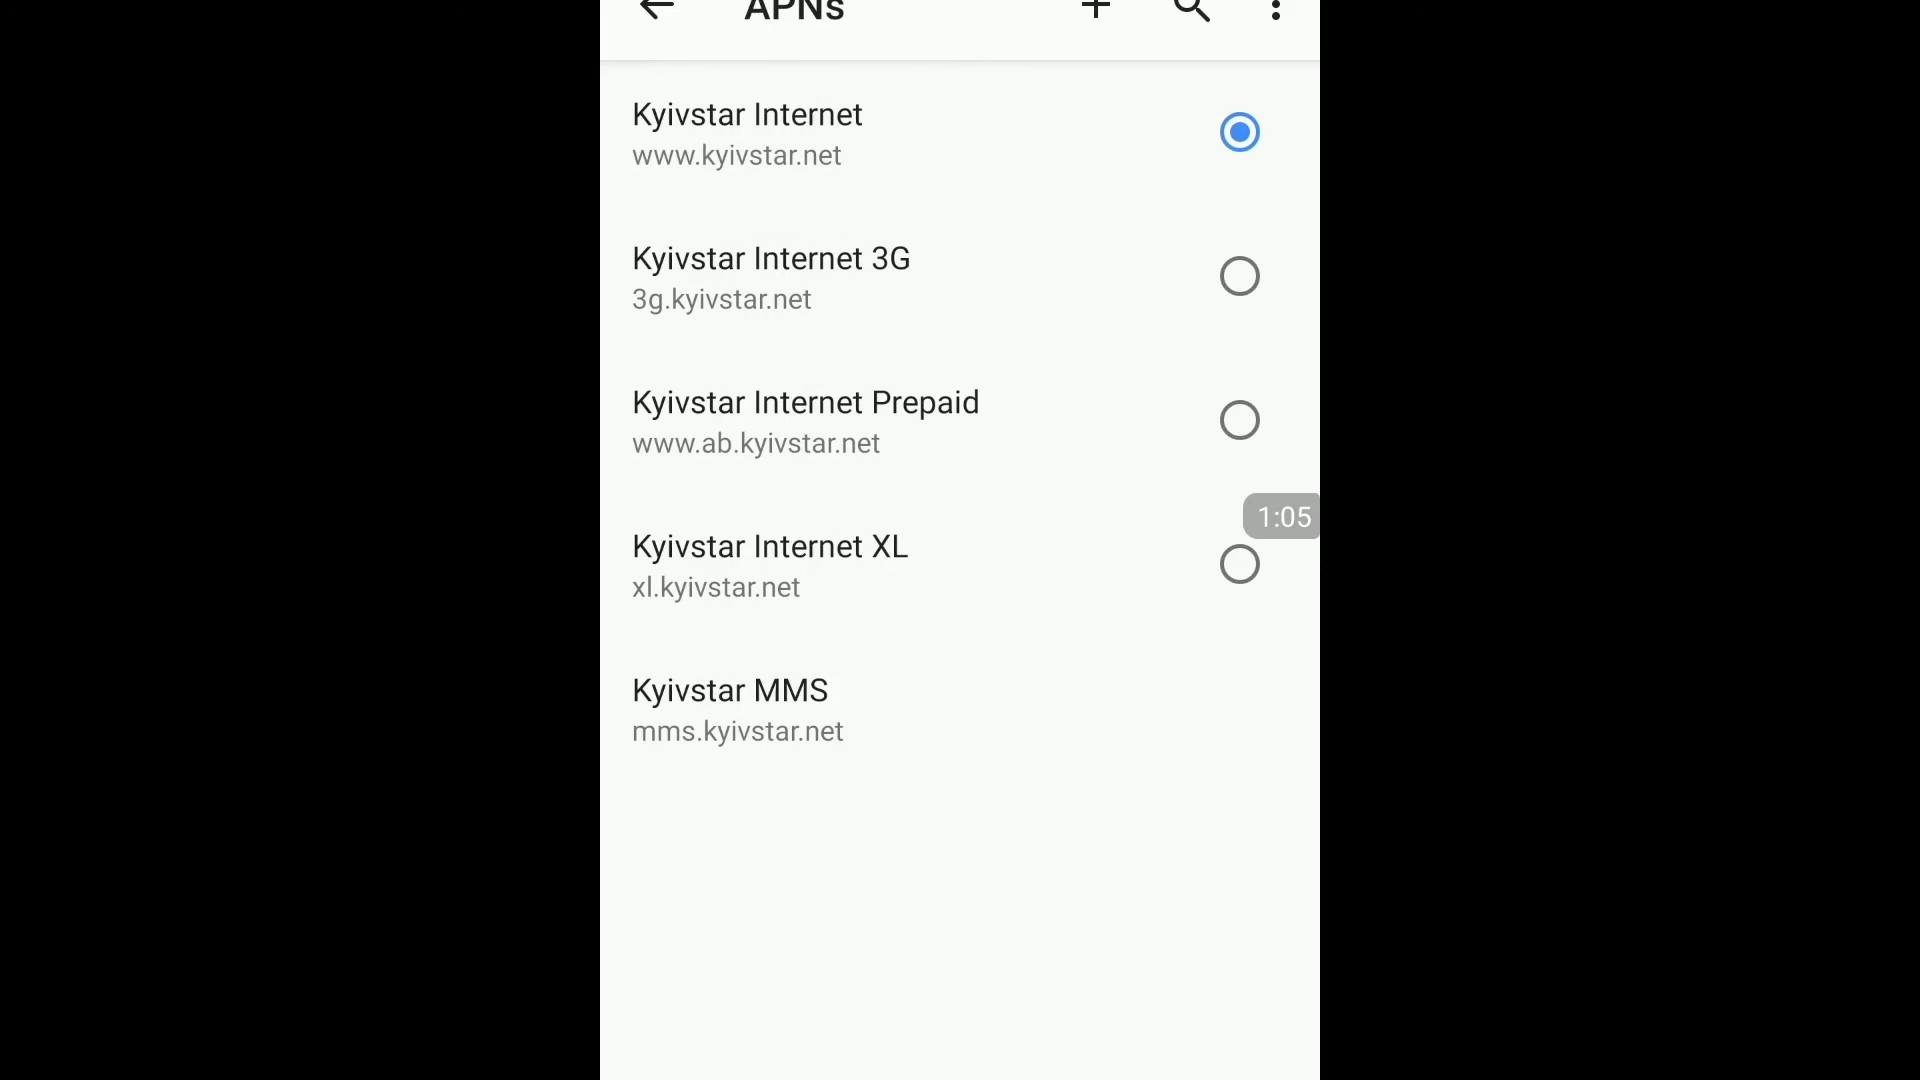 APNs
Kyivstar Internet
www.kyivstar.net
Kyivstar Internet 3G
3g.kyivstar.net
Kyivstar Internet Prepaid
www.ab.kyivstar.net
1:05
Kyivstar Internet XL
xl.kyivstar.net
Kyivstar MMS
mms.kyivstar.net